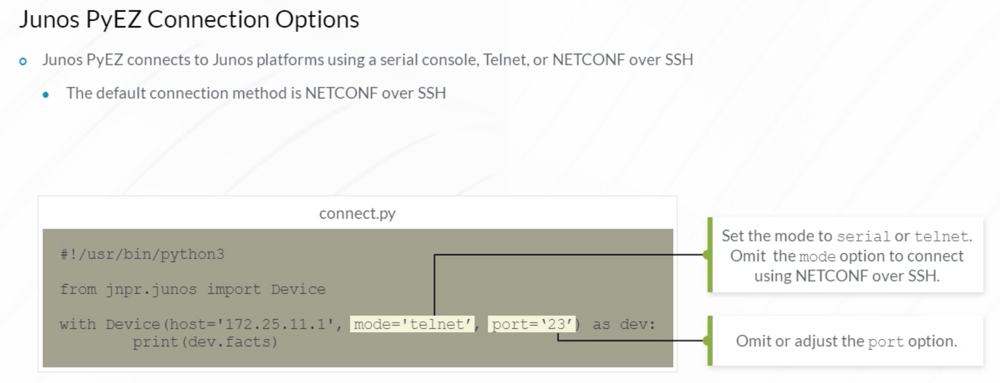 Junos PyEZ Connection Options
Junos PyEZ connects to Junos platforms using a serial console, Telnet, or NETCONF over SSH
The default connection method is NETCONF over SSH
connect.py
#!/usr/bin/python3
from jnpr.junos import Device
with Device(host='172.25.11.1', mode='telnet’, port=‘23’) as dev:
print(dev.facts)
Set the mode to serial or telnet.
Omit the mode option to connect
using NETCONF over SSH.
Omit or adjust the port option.